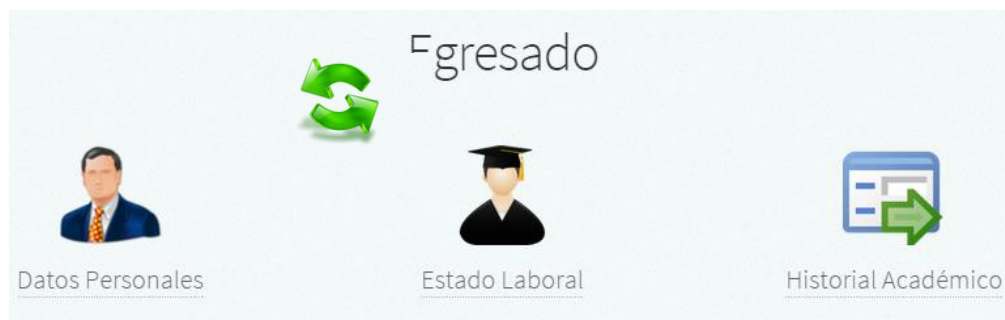 Egresado
Datos Personales
Estado Laboral
Historial Académico